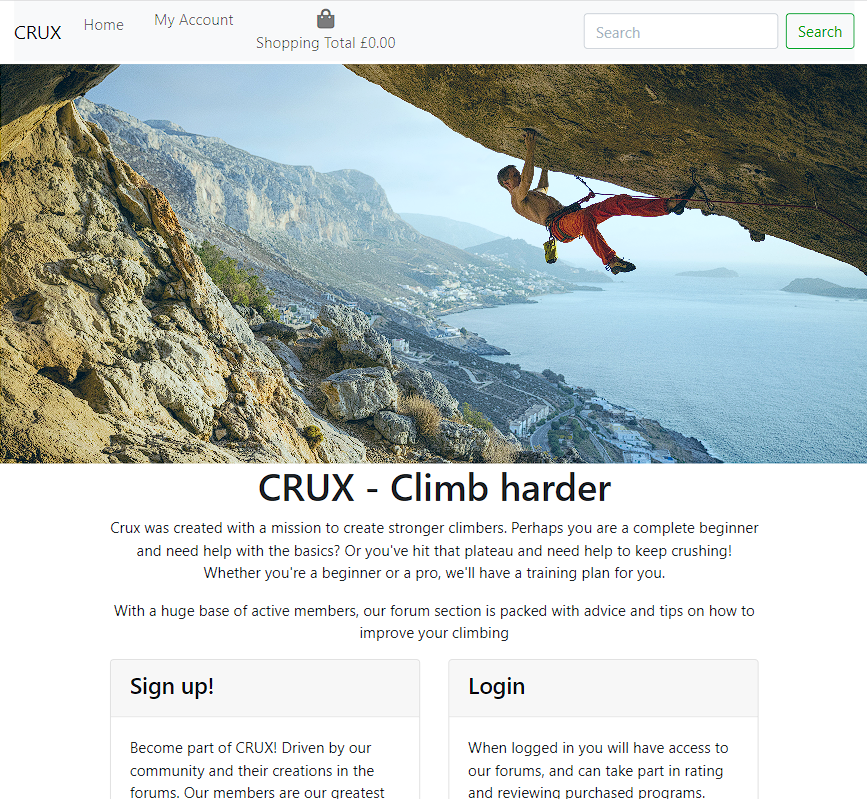 CRUX Home My Account
Shopping Total £0.00
Search Search
CRUX - Climb harder
Crux was created with a mission to create stronger climbers. Perhaps you are a complete beginner
and need help with the basics? Or you've hit that plateau and need help to keep crushing!
Whether you're a beginner or a pro, we'll have a training plan for you.
With a huge base of active members, our forum section is packed with advice and tips on how to
improve your climbing
Sign up!
Become part of CRUX! Driven by our
community and their creations in the
forums. Our members are our greatest
Login
When logged in you will have access to
our forums, and can take part in rating
and reviewing purchased programs.